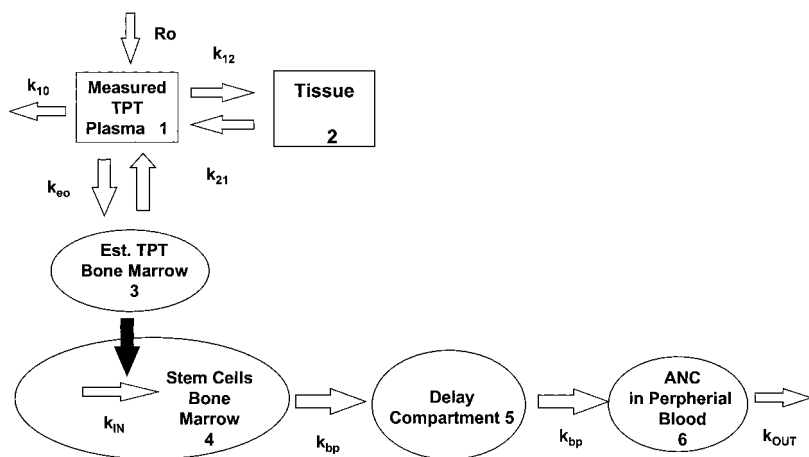 Ro
k12
k10
Measured
TPT
Plasma 1
Tissue
2
k21
keo
Est. TPT
Bone Marrow
3
Stem Cells
Bone
Marrow
4
kIN
kbp
Delay
Compartment 5
kbp
ANC
in Perpherial
Blood
6
kOUT